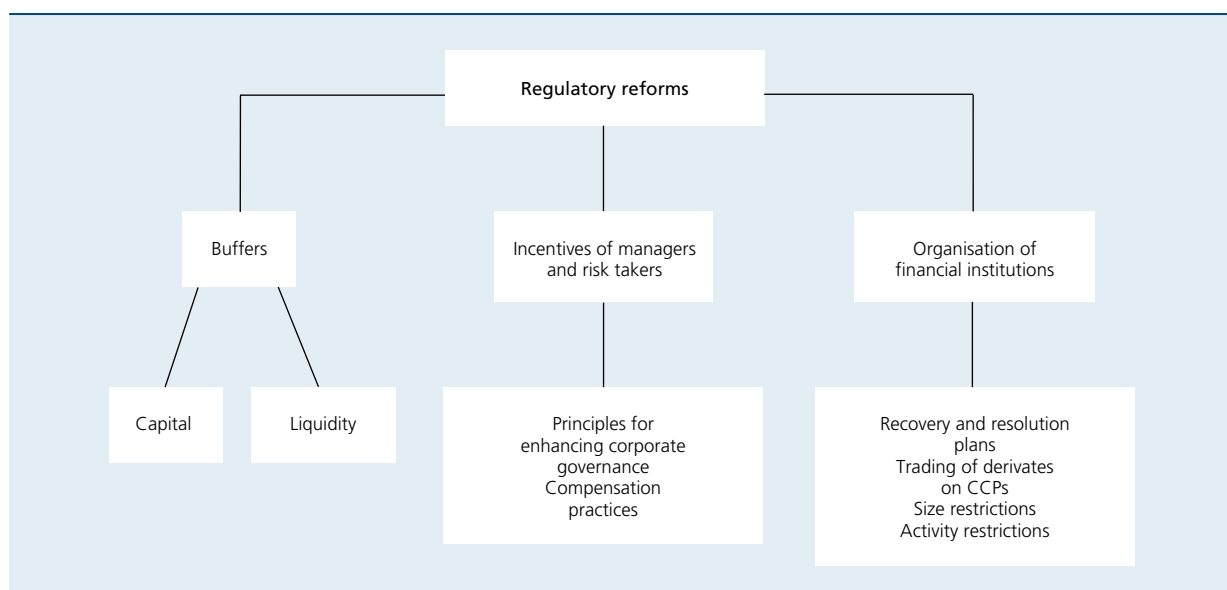 Regulatory reforms
Buffers
Incentives of managers
and risk takers
Organisation of
financial institutions
Capital
Liquidity
Principles for
enhancing corporate
governance
Compensation
practices
Recovery and resolution
plans
Trading of derivates
on CCPs
Size restrictions
Activity restrictions